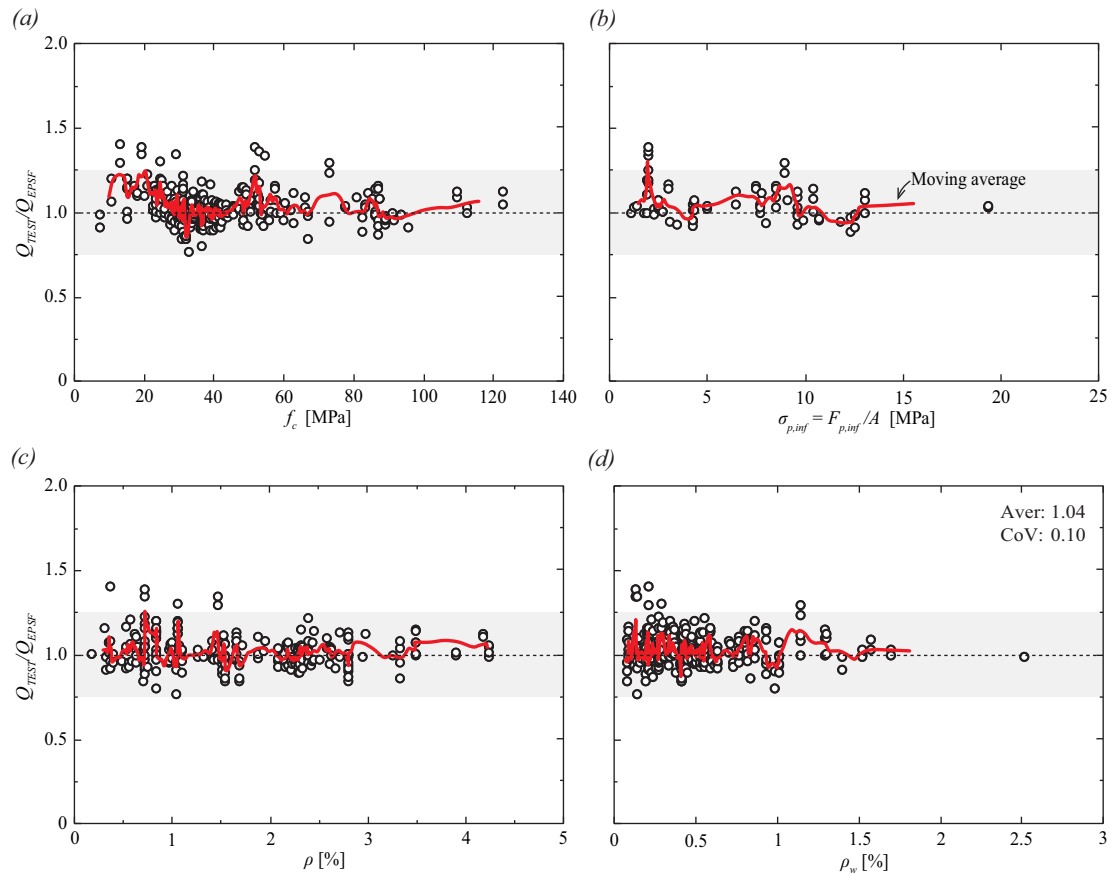 (a)
2.0
1.5
1.0
0.5
0
Q_TEST/Q_EPSF
0 20 40 60 80 100 120 140
f_c [MPa]
(b)
Moving average
0 5 10 15 20 25
σ_p,inf = F_p,inf /A [MPa]
(c)
2.0
1.5
1.0
0.5
0
Q_TEST/Q_EPSF
0 1 2 3 4 5
ρ [%]
(d)
Aver: 1.04
CoV: 0.10
0 0.5 1 1.5 2 2.5 3
ρ_w [%]